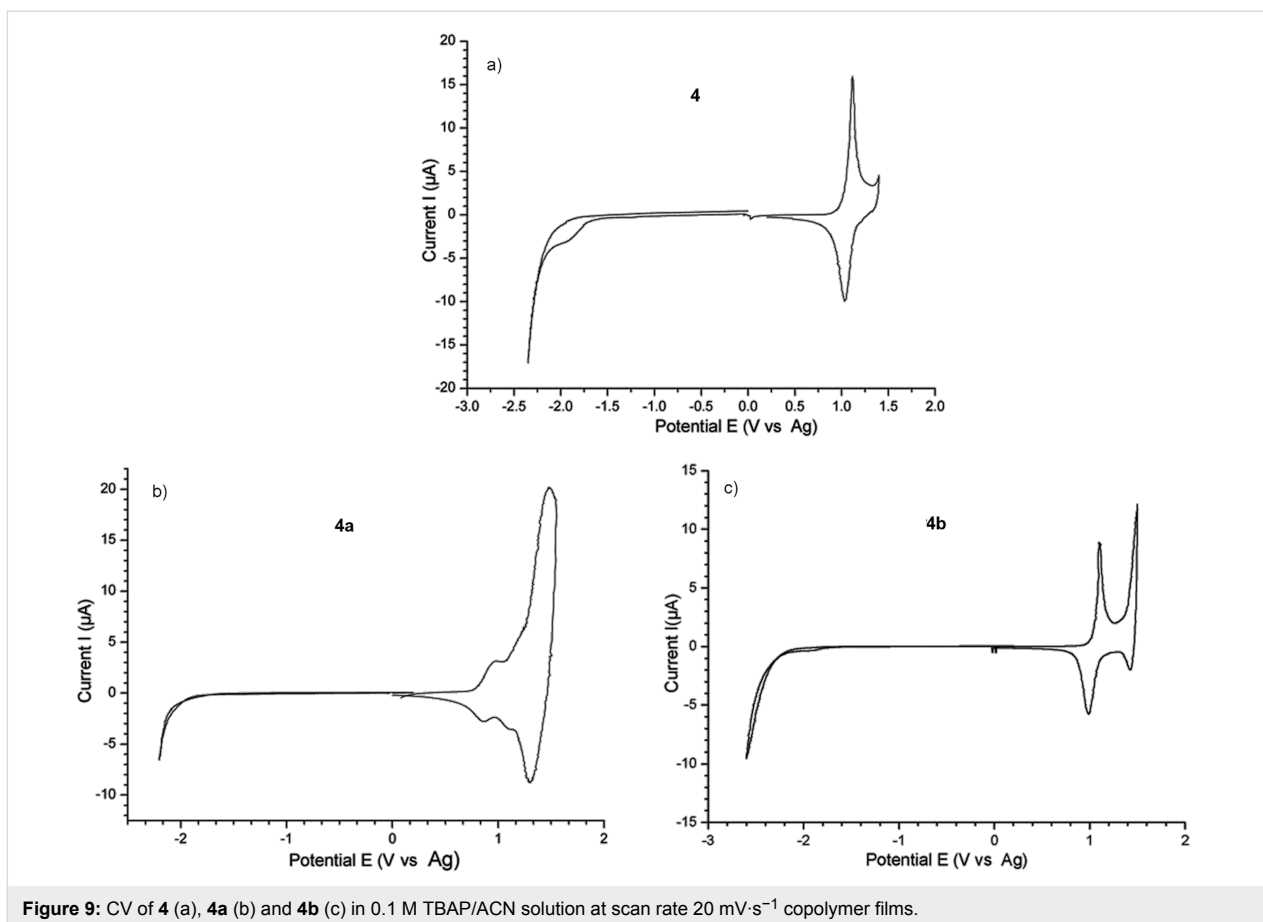 a)
4
20
15
10
5
0
-5
-10
-15
-20
Current I (µA)
-3.0 -2.5 -2.0 -1.5 -1.0 -0.5 0.0 0.5 1.0 1.5 2.0
Potential E (V vs Ag)
b)
4a
20
15
10
5
0
-5
-10
Current I (µA)
-2 -1 0 1 2
Potential E (V vs Ag)
c)
4b
15
10
5
0
-5
-10
-15
Current I(µA)
-3 -2 -1 0 1 2
Potential E (V vs Ag)
Figure 9: CV of 4 (a), 4a (b) and 4b (c) in 0.1 M TBAP/ACN solution at scan rate 20 mV·s⁻¹ copolymer films.